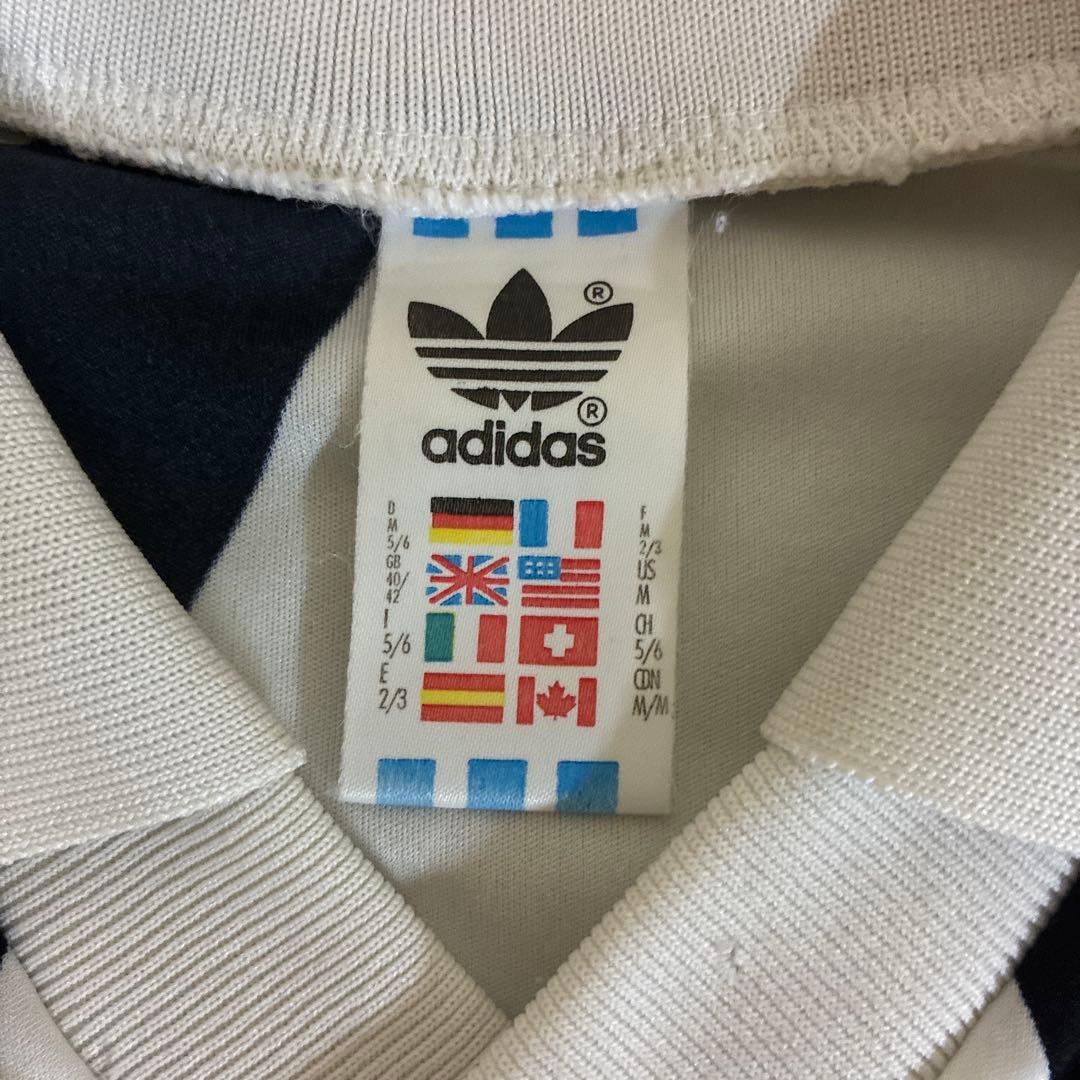 ®
®
adidas
D
M
5/6
GB
40/
42
I
5/6
E
2/3
F
M
2/3
US
M
CH
5/6
CDN
M/M